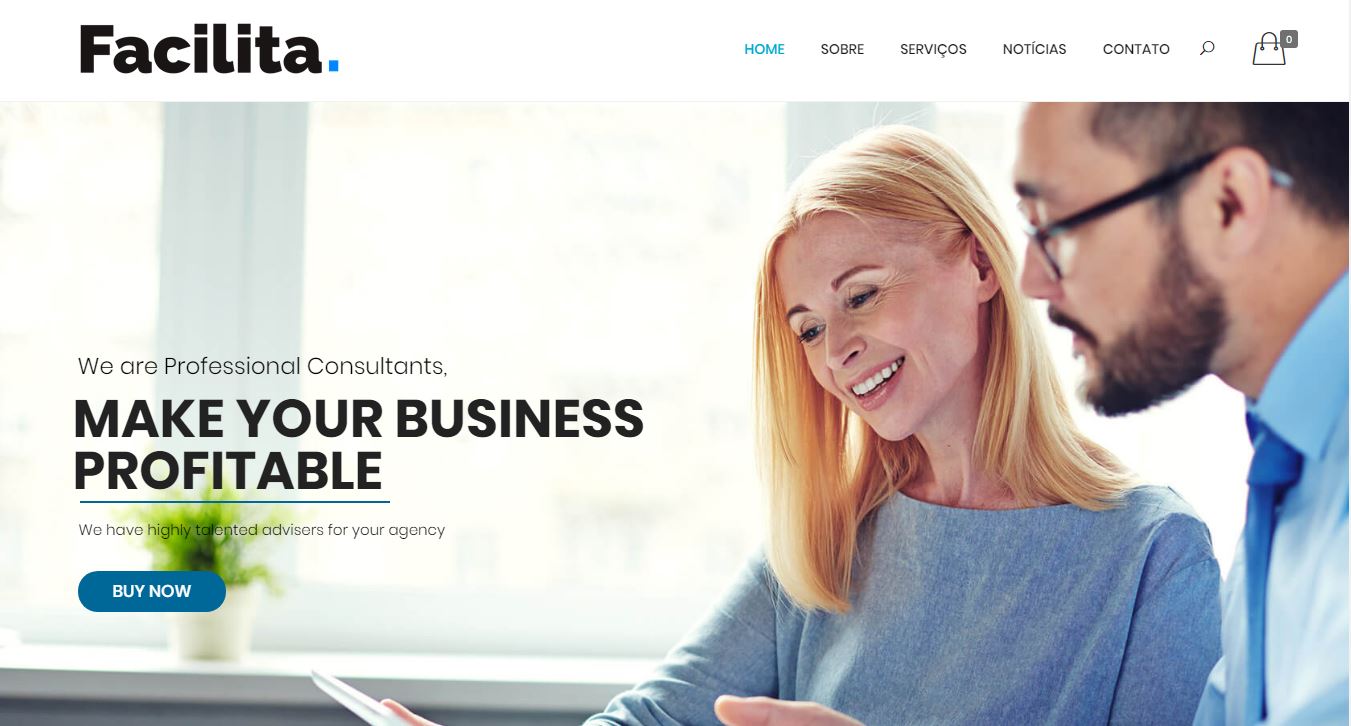 Facilita.
HOME SOBRE SERVIÇOS NOTÍCIAS CONTATO 0
We are Professional Consultants,
MAKE YOUR BUSINESS
PROFITABLE
We have highly talented advisers for your agency
BUY NOW